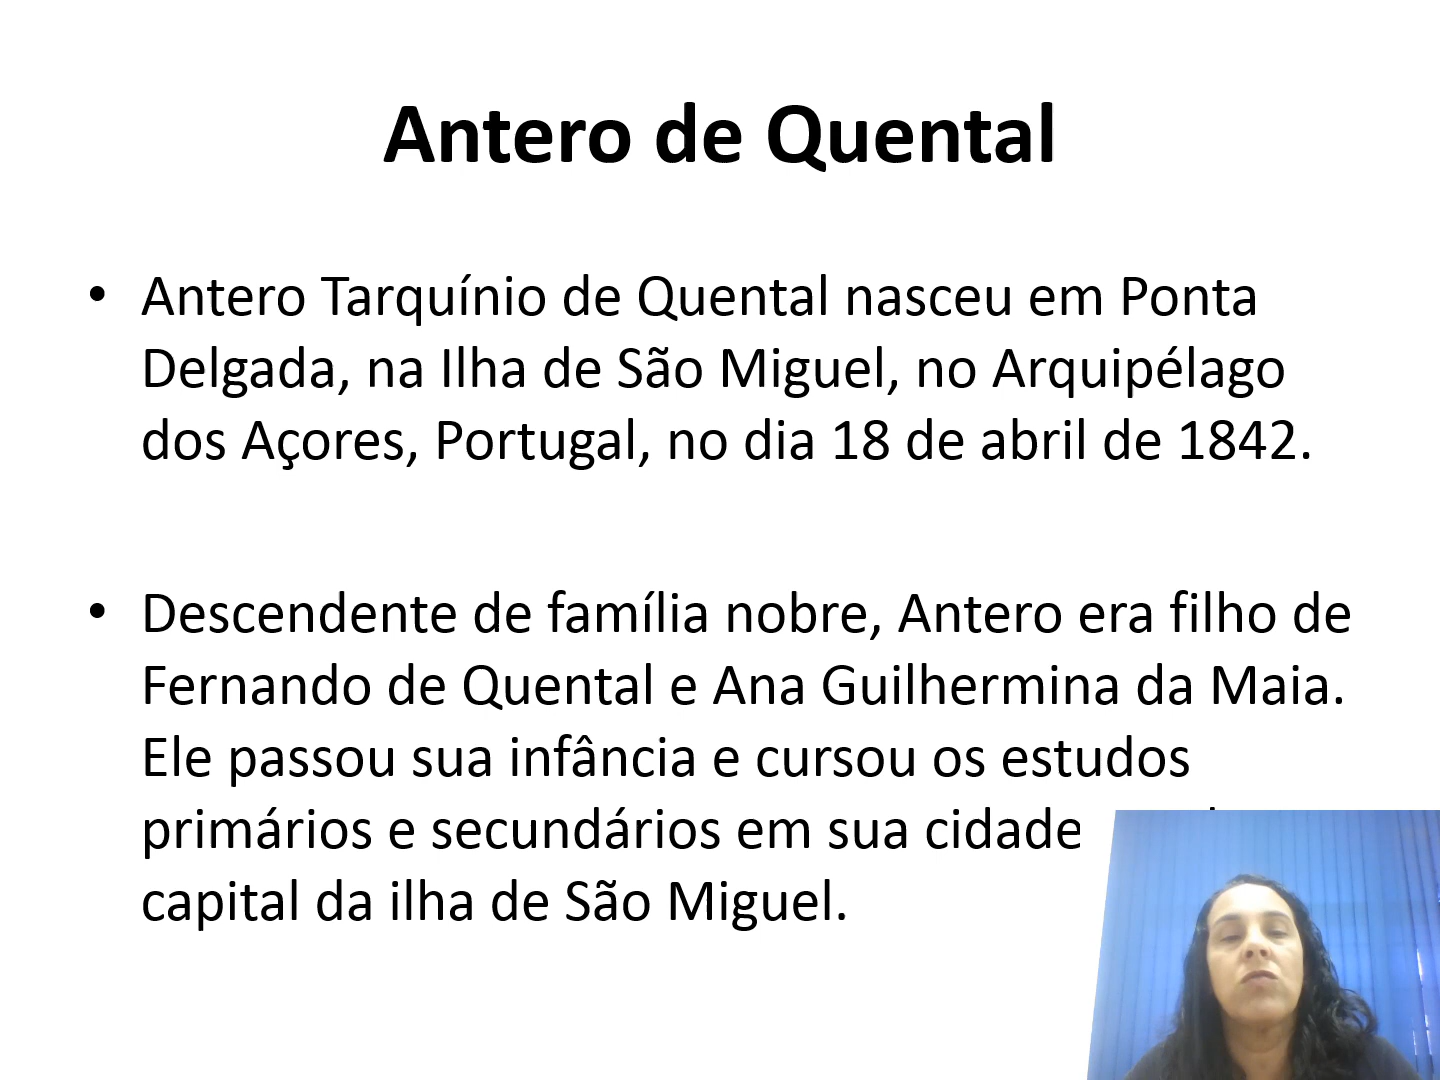 Antero de Quental
• Antero Tarquínio de Quental nasceu em Ponta
Delgada, na Ilha de São Miguel, no Arquipélago
dos Açores, Portugal, no dia 18 de abril de 1842.
• Descendente de família nobre, Antero era filho de
Fernando de Quental e Ana Guilhermina da Maia.
Ele passou sua infância e cursou os estudos
primários e secundários em sua cidade
capital da ilha de São Miguel.